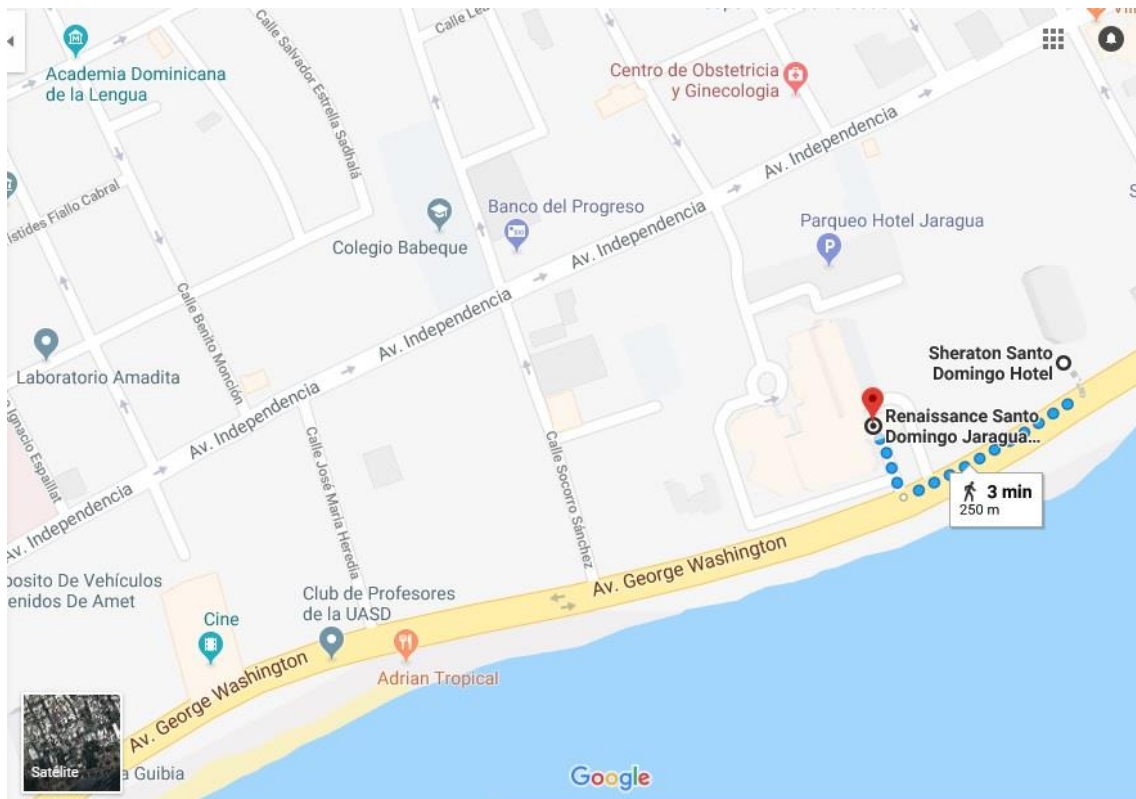 Academia Dominicana
de la Lengua
Calle Salvador Estrella Sadhalá
Centro de Obstetricia
y Ginecologia
Av. Independencia
Banco del Progreso
Colegio Babeque
Av. Independencia
Parqueo Hotel Jaragua
Fiallo Cabral
Calle Benito Monción
Av. Independencia
Laboratorio Amadita
Sheraton Santo
Domingo Hotel
Renaissance Santo
Domingo Jaragua...
Av. Independencia
Ignacio Espaillat
Calle José Maria Heredia
Calle Socorro Sánchez
3 min
250 m
Av. Independencia
Av. George Washington
posito De Vehículos
enidos De Amet
Club de Profesores
de la UASD
Cine
Adrian Tropical
Av. George Washington
Satélite
a Guibia
Google